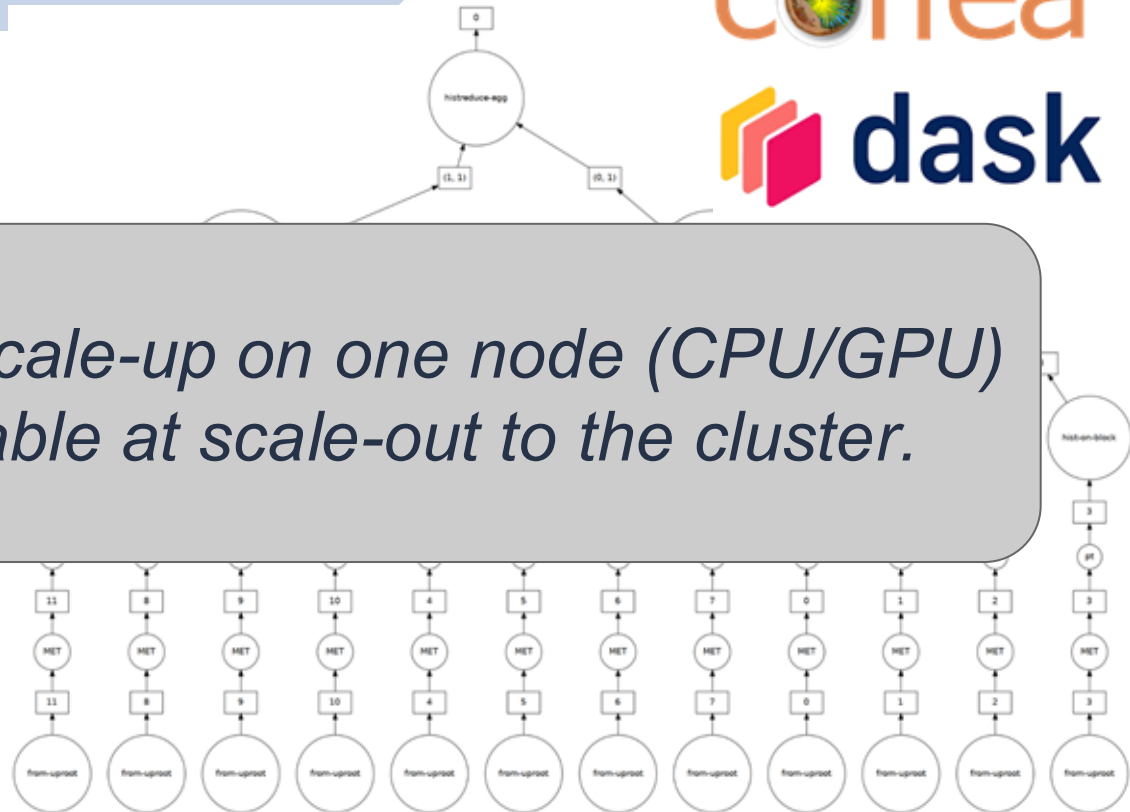 0
coffea
histreduce-agg
dask
(1, 1) (0, 1)
cale-up on one node (CPU/GPU)
able at scale-out to the cluster.
hist-on-block
3
pt
11 8 9 10 4 5 6 7 0 1 2 3
MET MET MET MET MET MET MET MET MET MET MET MET
11 8 9 10 4 5 6 7 0 1 2 3
from-uproot from-uproot from-uproot from-uproot from-uproot from-uproot from-uproot from-uproot from-uproot from-uproot from-uproot from-uproot